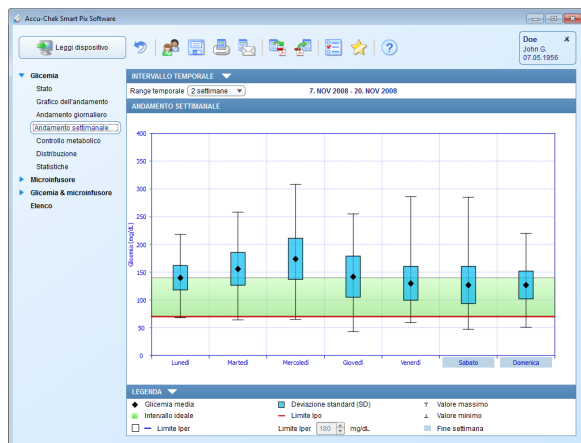 Accu-Chek Smart Pix Software
Leggi dispositivo
Doe
John G.
07.05.1956
Glicemia
Stato
Grafico dell'andamento
Andamento giornaliero
Andamento settimanale
Controllo metabolico
Distribuzione
Statistiche
Microinfusore
Glicemia & microinfusore
Elenco
INTERVALLO TEMPORALE
Range temporale 2 settimane 7. NOV 2008 - 20. NOV 2008
ANDAMENTO SETTIMANALE
Glicemia (mg/dL)
400
350
300
250
200
150
100
50
0
Lunedì Martedì Mercoledì Giovedì Venerdì Sabato Domenica
LEGENDA
Glicemia media Deviazione standard (SD) Valore massimo
Intervallo ideale Limite Ipo Valore minimo
Limite Iper Limite Iper 180 mg/dL Fine settimana